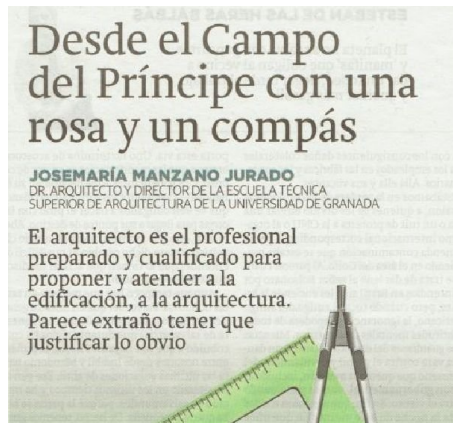 Desde el Campo
del Príncipe con una
rosa y un compás
JOSEMARÍA MANZANO JURADO
DR. ARQUITECTO Y DIRECTOR DE LA ESCUELA TÉCNICA
SUPERIOR DE ARQUITECTURA DE LA UNIVERSIDAD DE GRANADA
El arquitecto es el profesional
preparado y cualificado para
proponer y atender a la
edificación, a la arquitectura.
Parece extraño tener que
justificar lo obvio